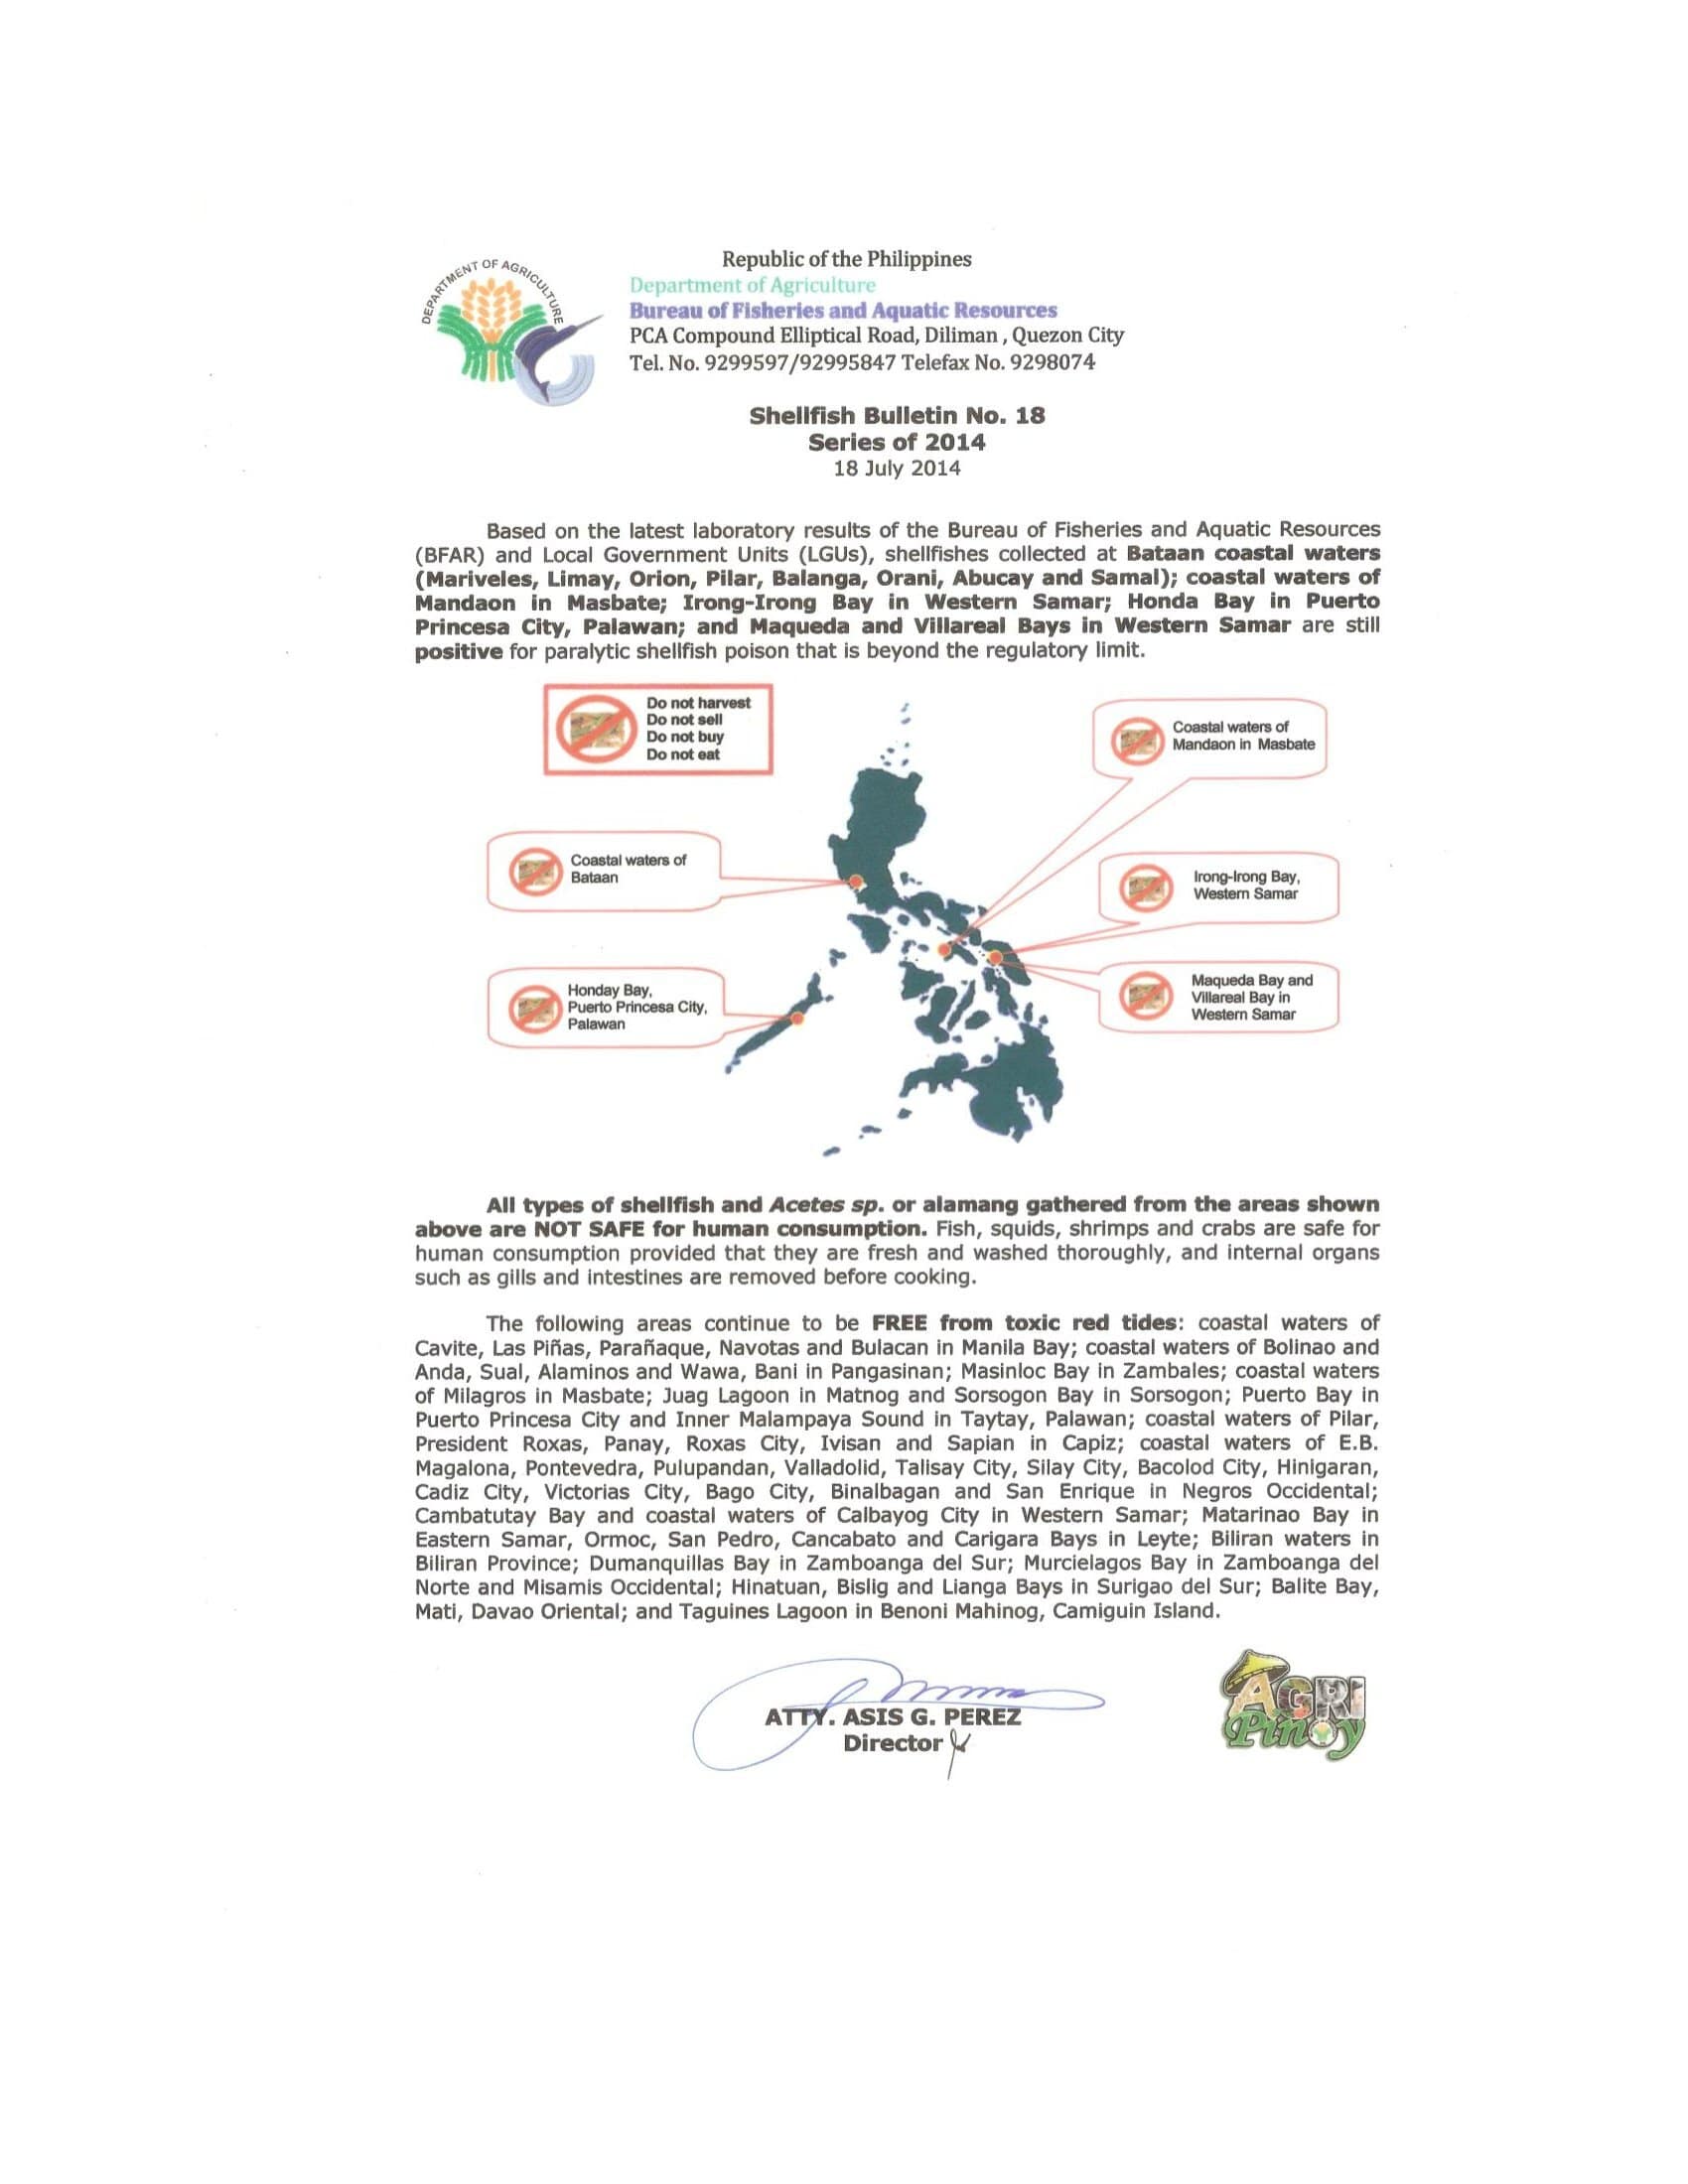 DEPARTMENT OF AGRICULTURE
Republic of the Philippines
Department of Agriculture
Bureau of Fisheries and Aquatic Resources
PCA Compound Elliptical Road, Diliman , Quezon City
Tel. No. 9299597/92995847 Telefax No. 9298074
Shellfish Bulletin No. 18
Series of 2014
18 July 2014
Based on the latest laboratory results of the Bureau of Fisheries and Aquatic Resources
(BFAR) and Local Government Units (LGUs), shellfishes collected at Bataan coastal waters
(Mariveles, Limay, Orion, Pilar, Balanga, Orani, Abucay and Samal); coastal waters of
Mandaon in Masbate; Irong-Irong Bay in Western Samar; Honda Bay in Puerto
Princesa City, Palawan; and Maqueda and Villareal Bays in Western Samar are still
positive for paralytic shellfish poison that is beyond the regulatory limit.
Do not harvest
Do not sell
Do not buy
Do not eat
Coastal waters of
Mandaon in Masbate
Coastal waters of
Bataan
Irong-Irong Bay,
Western Samar
Honday Bay,
Puerto Princesa City,
Palawan
Maqueda Bay and
Villareal Bay in
Western Samar
All types of shellfish and Acetes sp. or alamang gathered from the areas shown
above are NOT SAFE for human consumption. Fish, squids, shrimps and crabs are safe for
human consumption provided that they are fresh and washed thoroughly, and internal organs
such as gills and intestines are removed before cooking.
The following areas continue to be FREE from toxic red tides: coastal waters of
Cavite, Las Piñas, Parañaque, Navotas and Bulacan in Manila Bay; coastal waters of Bolinao and
Anda, Sual, Alaminos and Wawa, Bani in Pangasinan; Masinloc Bay in Zambales; coastal waters
of Milagros in Masbate; Juag Lagoon in Matnog and Sorsogon Bay in Sorsogon; Puerto Bay in
Puerto Princesa City and Inner Malampaya Sound in Taytay, Palawan; coastal waters of Pilar,
President Roxas, Panay, Roxas City, Ivisan and Sapian in Capiz; coastal waters of E.B.
Magalona, Pontevedra, Pulupandan, Valladolid, Talisay City, Silay City, Bacolod City, Hinigaran,
Cadiz City, Victorias City, Bago City, Binalbagan and San Enrique in Negros Occidental;
Cambatutay Bay and coastal waters of Calbayog City in Western Samar; Matarinao Bay in
Eastern Samar, Ormoc, San Pedro, Cancabato and Carigara Bays in Leyte; Biliran waters in
Biliran Province; Dumanquillas Bay in Zamboanga del Sur; Murcielagos Bay in Zamboanga del
Norte and Misamis Occidental; Hinatuan, Bislig and Lianga Bays in Surigao del Sur; Balite Bay,
Mati, Davao Oriental; and Taguines Lagoon in Benoni Mahinog, Camiguin Island.
ATTY. ASIS G. PEREZ
Director
AGRI
Pinoy